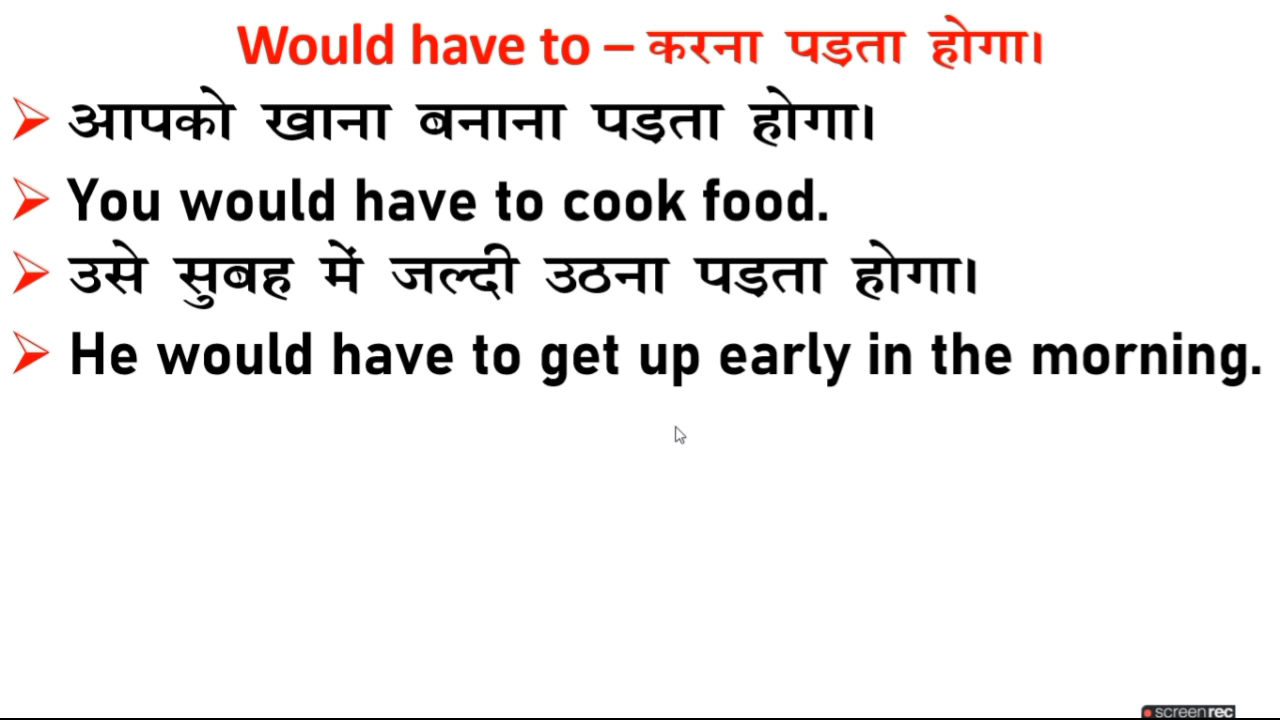 Would have to – करना पड़ता होगा।
➢ आपको खाना बनाना पड़ता होगा।
➢ You would have to cook food.
➢ उसे सुबह में जल्दी उठना पड़ता होगा।
➢ He would have to get up early in the morning.
screenrec